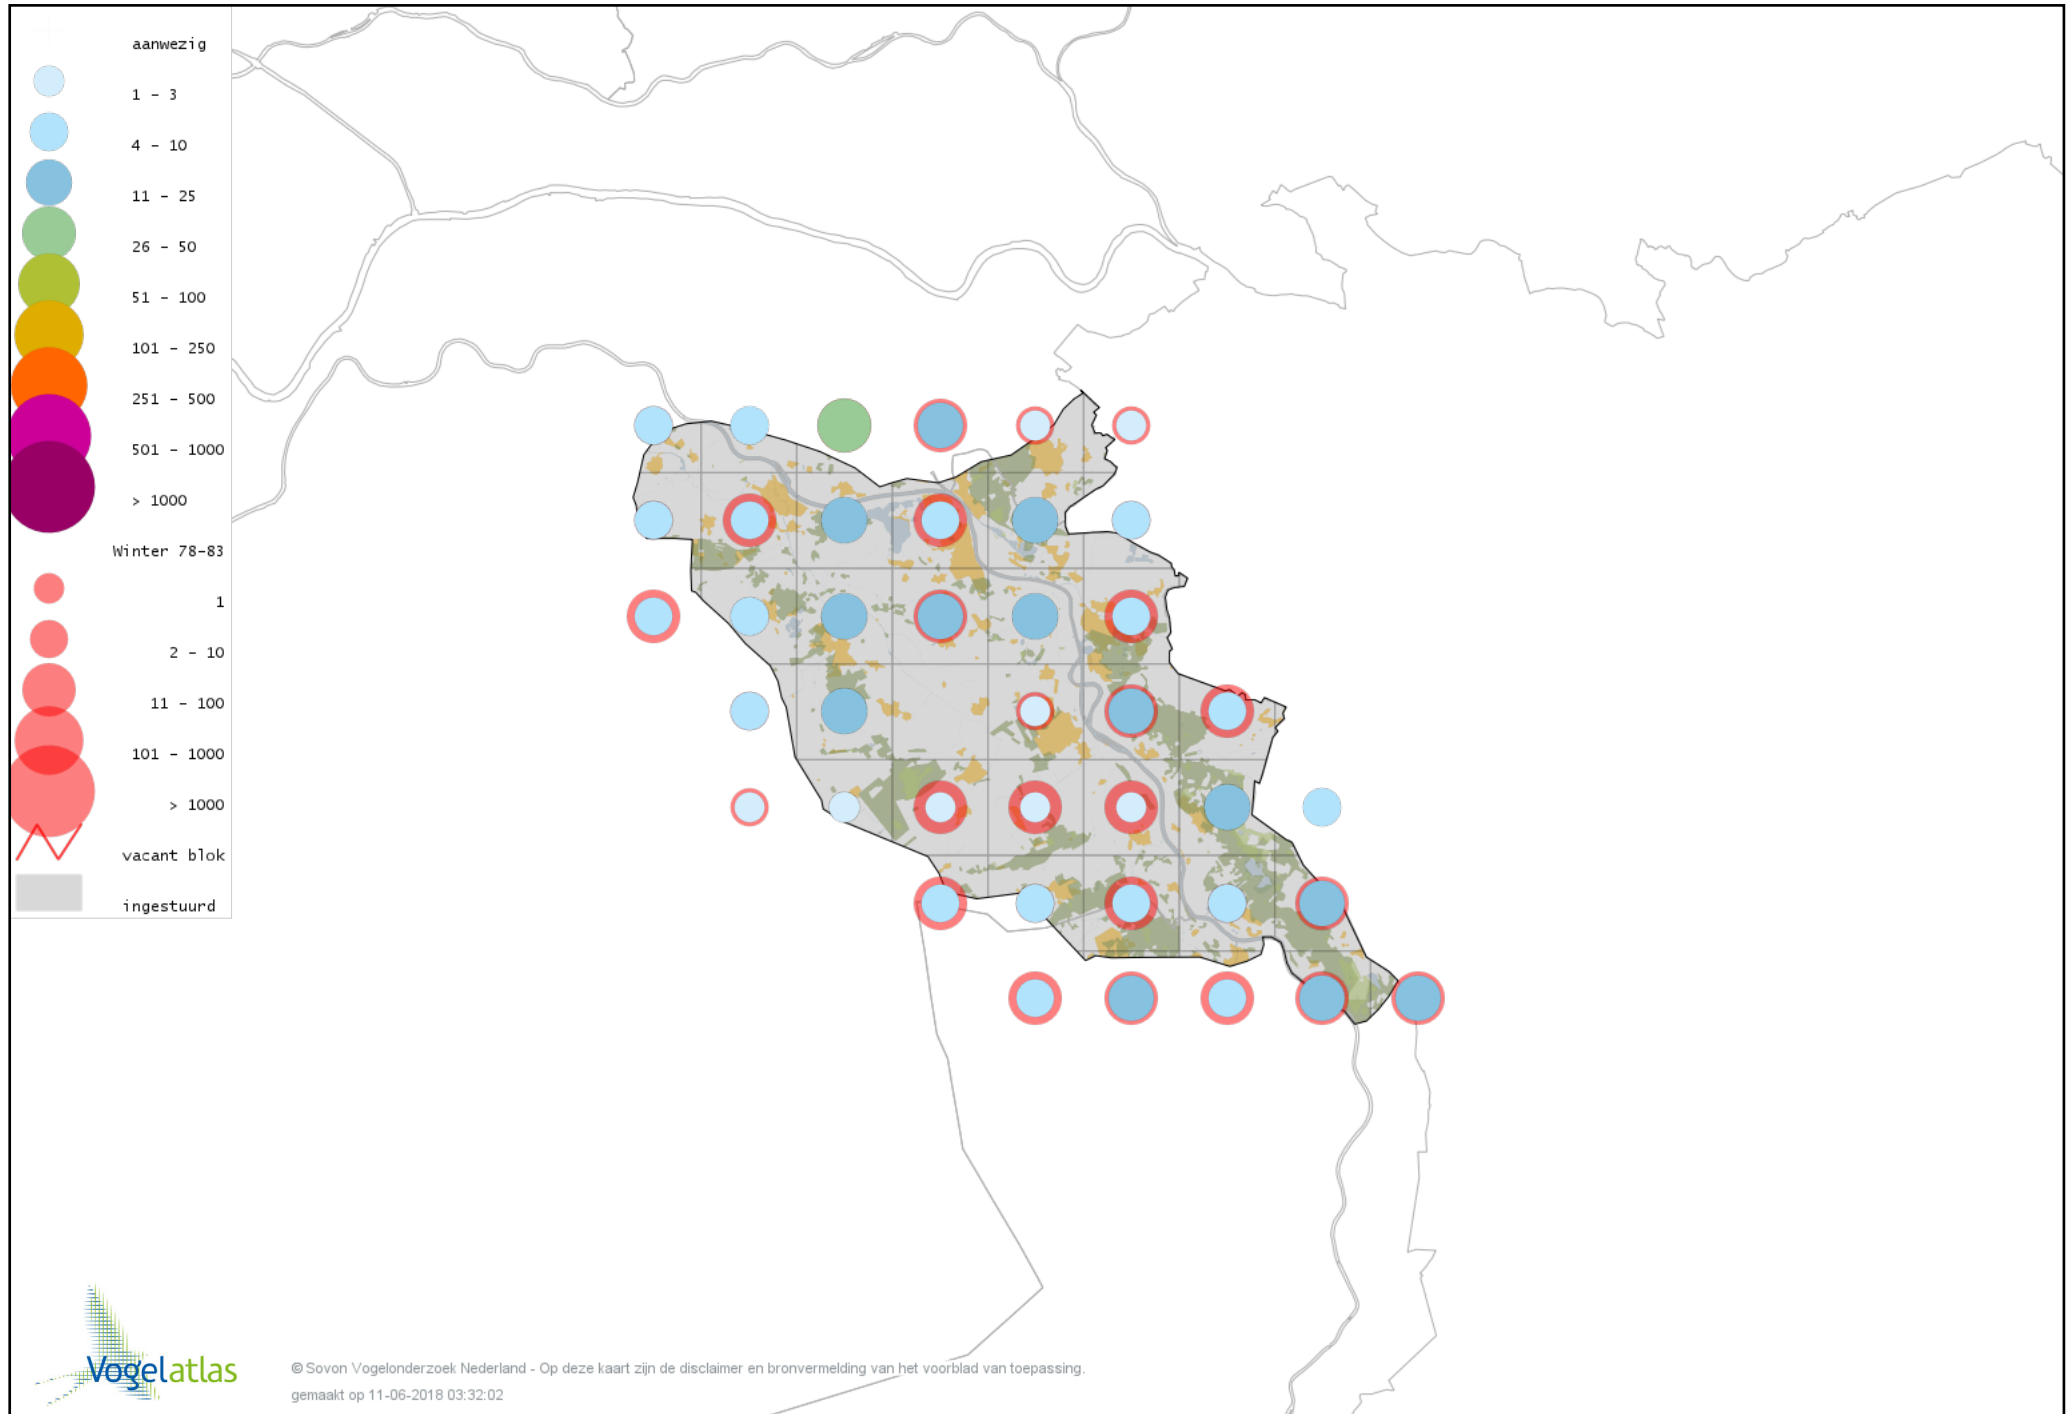 aanwezig
1 - 3
4 - 10
11 - 25
26 - 50
51 - 100
101 - 250
251 - 500
501 - 1000
> 1000
Winter 78-83
1
2 - 10
11 - 100
101 - 1000
> 1000
vacant blok
ingestuurd
Vogelatlas
© Sovon Vogelonderzoek Nederland - Op deze kaart zijn de disclaimer en bronvermelding van het voorblad van toepassing.
gemaakt op 11-06-2018 03:32:02